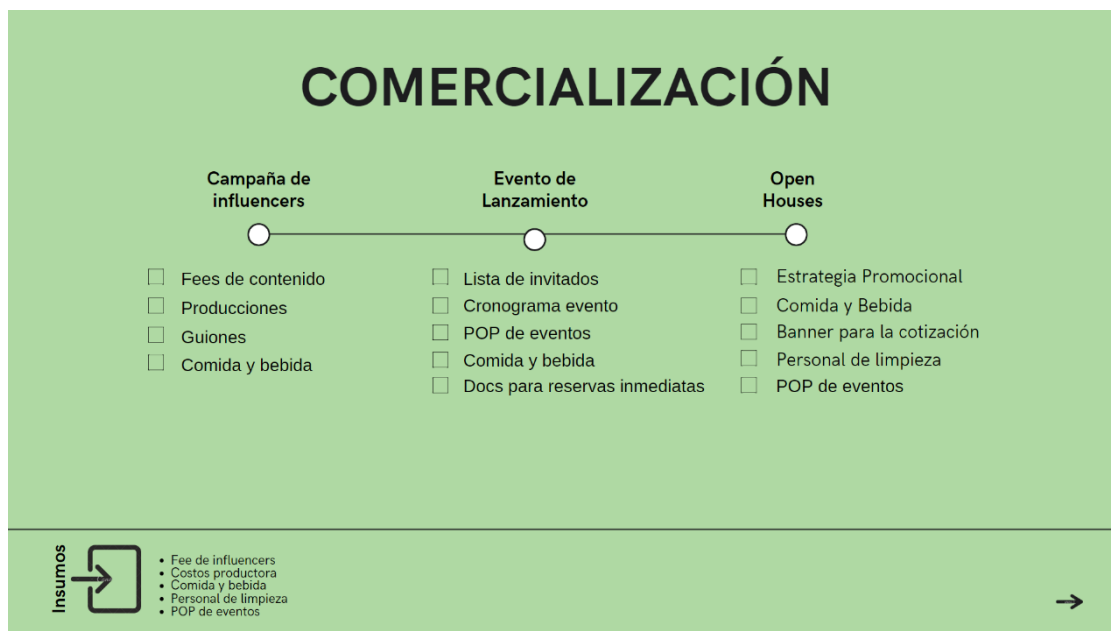 COMERCIALIZACIÓN
Campaña de
influencers
Fees de contenido
Producciones
Guiones
Comida y bebida
Evento de
Lanzamiento
Lista de invitados
Cronograma evento
POP de eventos
Comida y bebida
Docs para reservas inmediatas
Open
Houses
Estrategia Promocional
Comida y Bebida
Banner para la cotización
Personal de limpieza
POP de eventos
Insumos
Fee de influencers
Costos productora
Comida y bebida
Personal de limpieza
POP de eventos